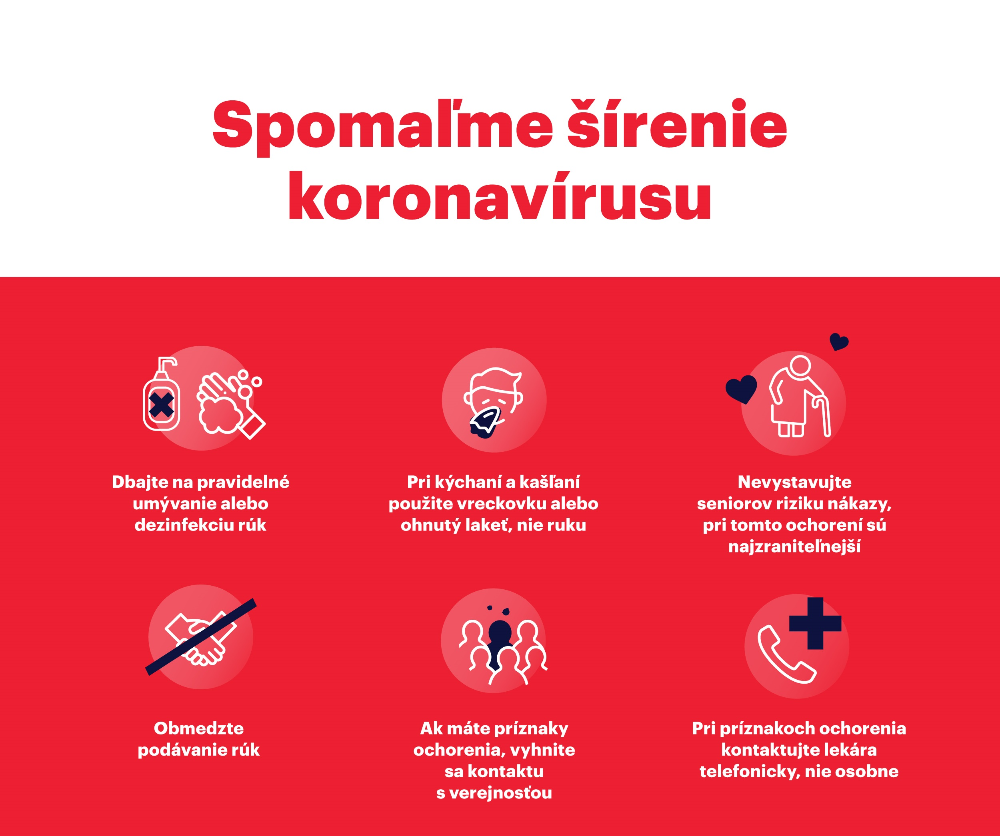 Spomaľme šírenie
koronavírusu
Dbajte na pravidelné
umývanie alebo
dezinfekciu rúk
Pri kýchaní a kašľaní
použite vreckovku alebo
ohnutý lakeť, nie ruku
Nevystavujte
seniorov riziku nákazy,
pri tomto ochorení sú
najzraniteľnejší
Obmedzte
podávanie rúk
Ak máte príznaky
ochorenia, vyhnite
sa kontaktu
s verejnosťou
Pri príznakoch ochorenia
kontaktujte lekára
telefonicky, nie osobne